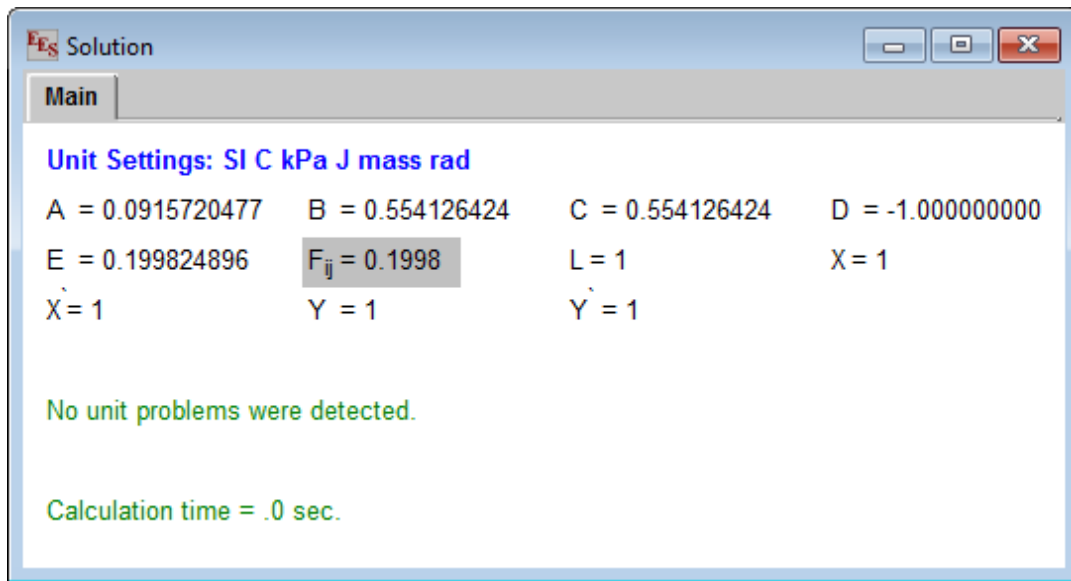 EES Solution
Main
Unit Settings: SI C kPa J mass rad
A = 0.0915720477 B = 0.554126424 C = 0.554126424 D = -1.000000000
E = 0.199824896 Fij = 0.1998 L = 1 X = 1
X` = 1 Y = 1 Y` = 1
No unit problems were detected.
Calculation time = .0 sec.